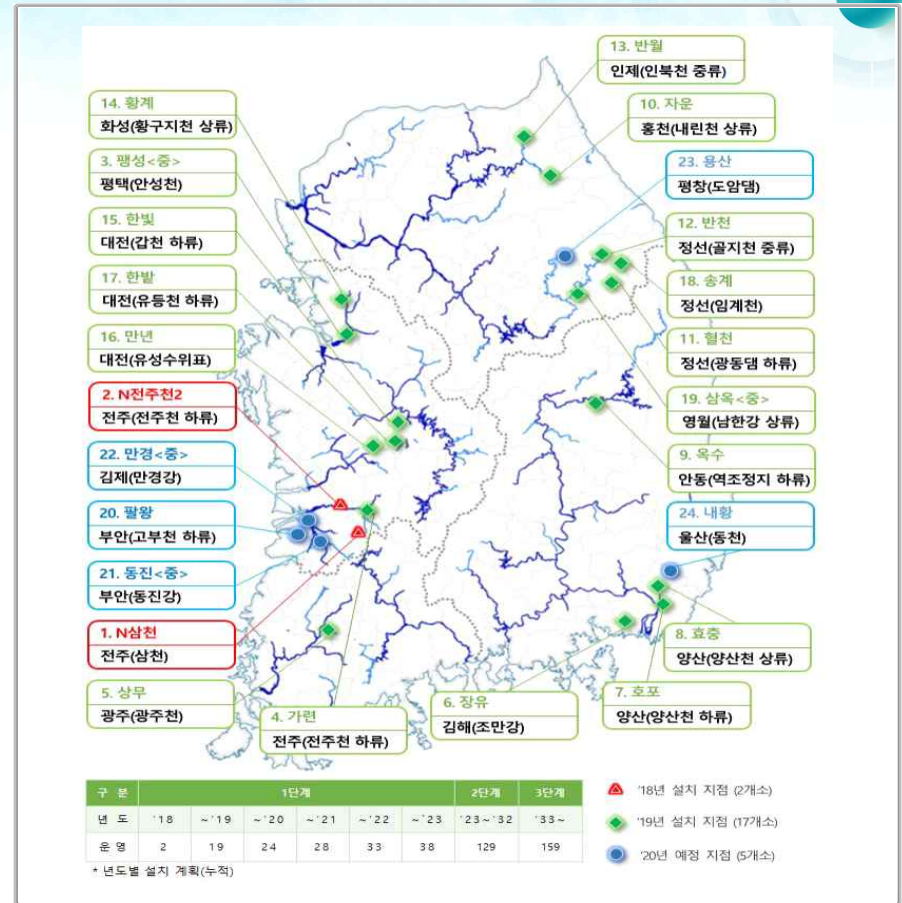 13. 반월
인제(인북천 중류)
14. 황계
화성(황구지천 상류)
10. 자운
홍천(내린천 상류)
3. 팽성<중>
평택(안성천)
23. 용산
평창(도암댐)
15. 한빛
대전(갑천 하류)
12. 반천
정선(골지천 중류)
17. 한밭
대전(유등천 하류)
18. 송계
정선(임계천)
16. 만년
대전(유성수위표)
11. 혈천
정선(광동댐 하류)
2. N전주천2
전주(전주천 하류)
19. 삼옥<중>
영월(남한강 상류)
22. 만경<중>
김제(만경강)
9. 옥수
안동(역조정지 하류)
20. 팔왕
부안(고부천 하류)
24. 내황
울산(동천)
21. 동진<중>
부안(동진강)
1. N삼천
전주(삼천)
8. 효충
양산(양산천 상류)
5. 상무
광주(광주천)
4. 가련
전주(전주천 하류)
6. 장유
김해(조만강)
7. 호포
양산(양산천 하류)
구 분 1단계 2단계 3단계
년 도 '18 ~'19 ~'20 ~'21 ~'22 ~'23 '23~'32 '33~
운 영 2 19 24 28 33 38 129 159
* 년도별 설치 계획(누적)
'18년 설치 지점 (2개소)
'19년 설치 지점 (17개소)
'20년 예정 지점 (5개소)